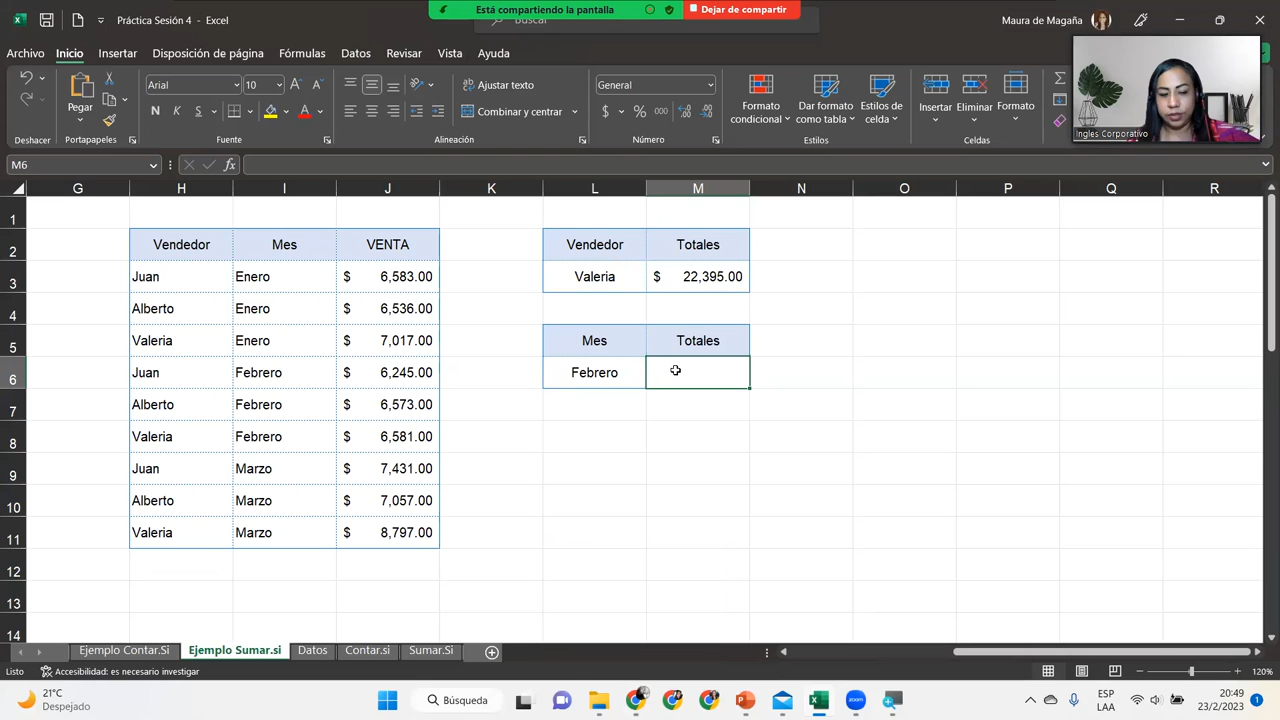 Práctica Sesión 4 - Excel
Está compartiendo la pantalla
Dejar de compartir
Buscar
Maura de Magaña
Archivo Inicio Insertar Disposición de página Fórmulas Datos Revisar Vista Ayuda
Pegar
Arial 10
N K S
Ajustar texto
Combinar y centrar
General
$ % 000
Formato condicional
Dar formato como tabla
Estilos de celda
Insertar Eliminar Formato
Deshacer Portapapeles Fuente Alineación Número Estilos Celdas
Ingles Corporativo
M6
fx
G H I J K L M N O P Q R
1
2 Vendedor Mes VENTA Vendedor Totales
3 Juan Enero $ 6,583.00 Valeria $ 22,395.00
4 Alberto Enero $ 6,536.00
5 Valeria Enero $ 7,017.00 Mes Totales
6 Juan Febrero $ 6,245.00 Febrero
7 Alberto Febrero $ 6,573.00
8 Valeria Febrero $ 6,581.00
9 Juan Marzo $ 7,431.00
10 Alberto Marzo $ 7,057.00
11 Valeria Marzo $ 8,797.00
12
13
14
Ejemplo Contar.Si Ejemplo Sumar.si Datos Contar.si Sumar.Si
Listo Accesibilidad: es necesario investigar 120%
21°C
Despejado
Búsqueda
ESP
LAA
20:49
23/2/2023
1